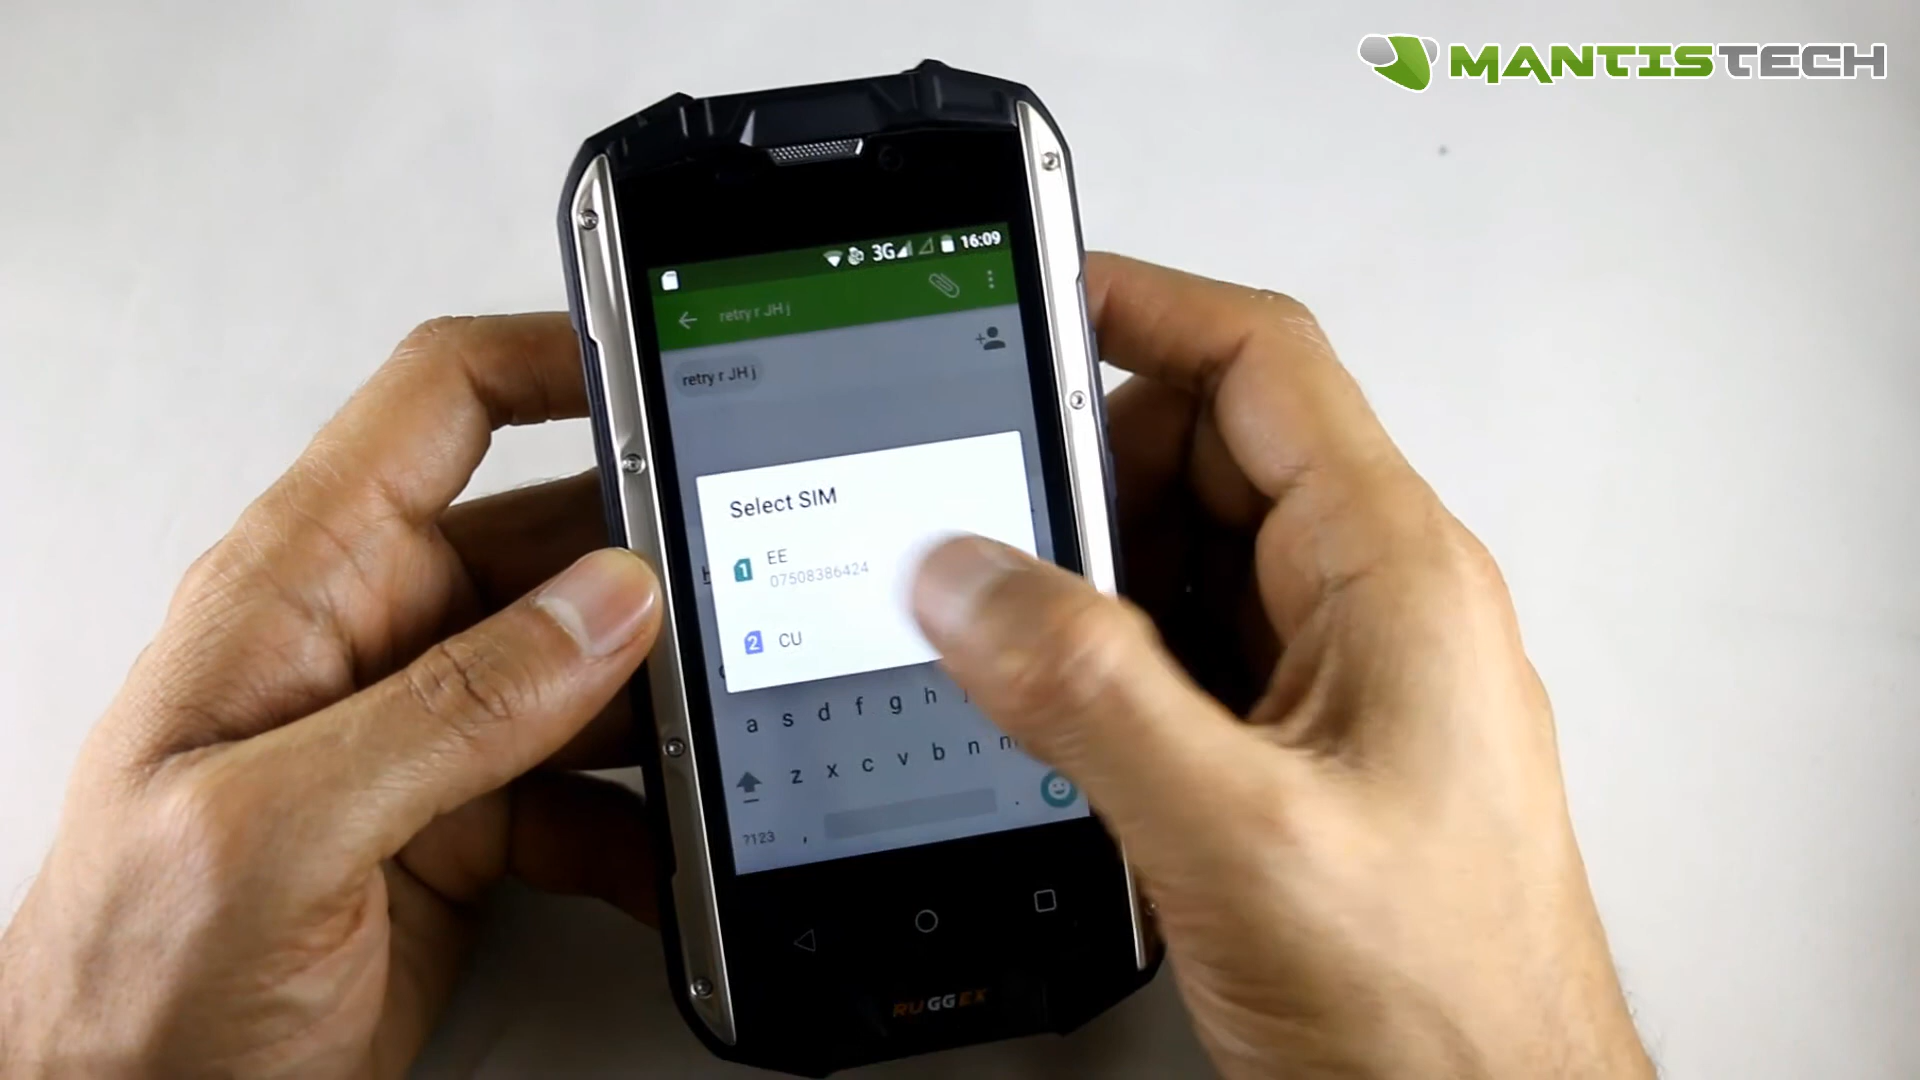 MANTISTECH
3G 16:09
retry r JH j
retry r JH j
Select SIM
1 EE
07508386424
2 CU
a s d f g h
z x c v b n m
?123 , .
RUGGEX